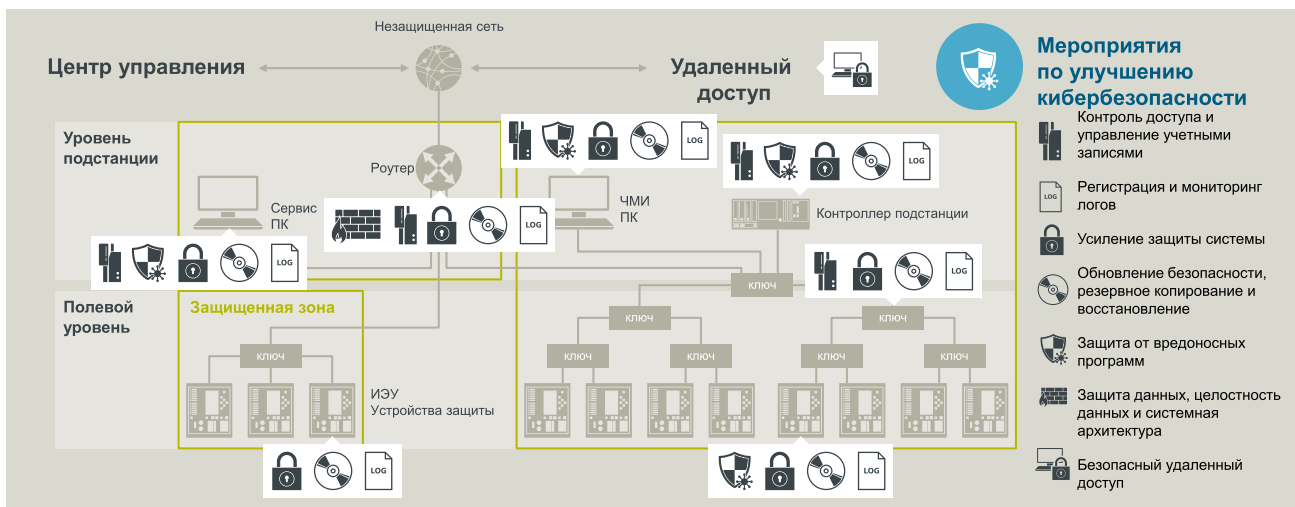 Незащищенная сеть
Центр управления
Удаленный
доступ
Мероприятия
по улучшению
кибербезопасности
Уровень
подстанции
Роутер
Сервис
ПК
ЧМИ
ПК
Контроллер подстанции
LOG
LOG
LOG
LOG
LOG
КЛЮЧ
Полевой
уровень
Защищенная зона
КЛЮЧ
КЛЮЧ
КЛЮЧ
КЛЮЧ
КЛЮЧ
КЛЮЧ
КЛЮЧ
ИЭУ
Устройства защиты
LOG
LOG
Контроль доступа и
управление учетными
записями
LOG
Регистрация и мониторинг
логов
Усиление защиты системы
Обновление безопасности,
резервное копирование и
восстановление
Защита от вредоносных
программ
Защита данных, целостность
данных и системная
архитектура
Безопасный удаленный
доступ